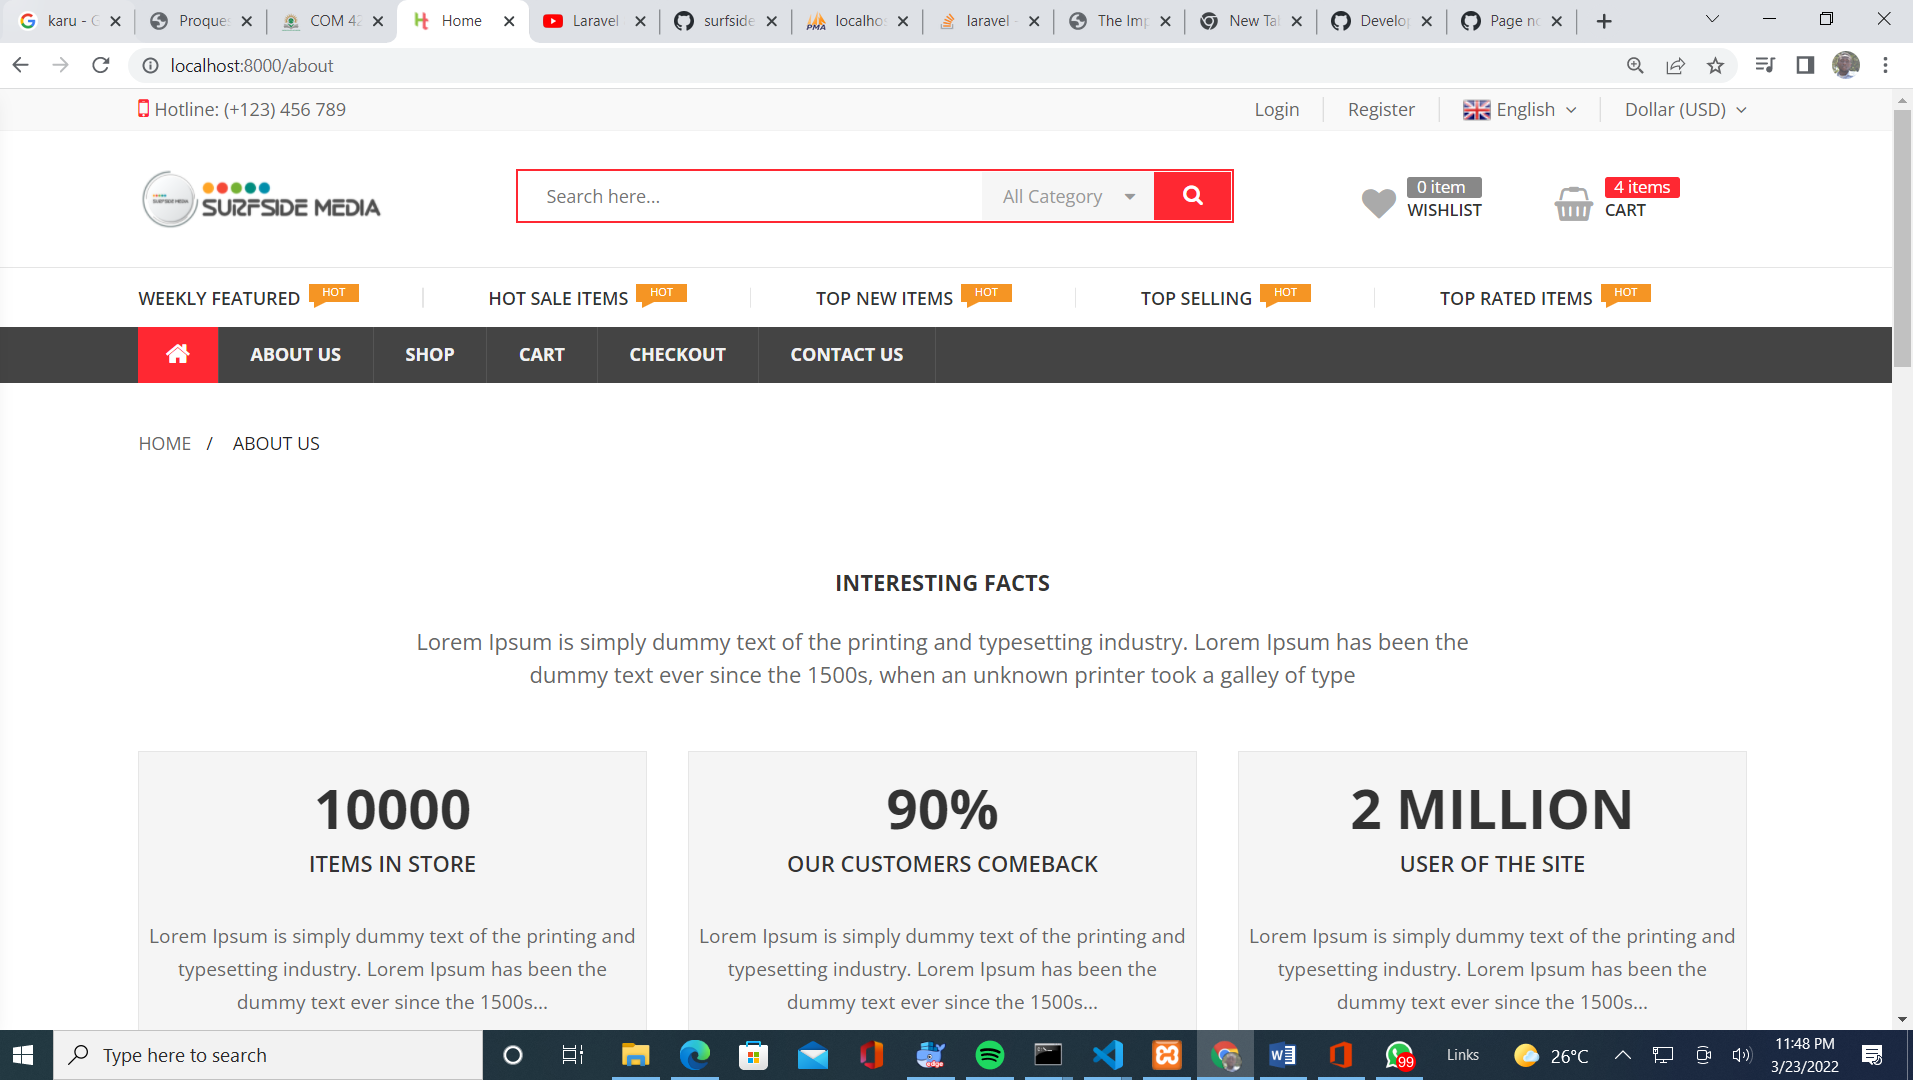 karu - G
Proques
COM 42
Home
Laravel
surfside
localhos
laravel -
The Imp
New Tal
Develop
Page no
localhost:8000/about
Hotline: (+123) 456 789
Login
Register
English
Dollar (USD)
SURFSIDE MEDIA
SURFSIDE MEDIA
Search here...
All Category
0 item
WISHLIST
4 items
CART
WEEKLY FEATURED HOT
HOT SALE ITEMS HOT
TOP NEW ITEMS HOT
TOP SELLING HOT
TOP RATED ITEMS HOT
ABOUT US
SHOP
CART
CHECKOUT
CONTACT US
HOME / ABOUT US
INTERESTING FACTS
Lorem Ipsum is simply dummy text of the printing and typesetting industry. Lorem Ipsum has been the
dummy text ever since the 1500s, when an unknown printer took a galley of type
10000
ITEMS IN STORE
Lorem Ipsum is simply dummy text of the printing and
typesetting industry. Lorem Ipsum has been the
dummy text ever since the 1500s...
90%
OUR CUSTOMERS COMEBACK
Lorem Ipsum is simply dummy text of the printing and
typesetting industry. Lorem Ipsum has been the
dummy text ever since the 1500s...
2 MILLION
USER OF THE SITE
Lorem Ipsum is simply dummy text of the printing and
typesetting industry. Lorem Ipsum has been the
dummy text ever since the 1500s...
Type here to search
99
Links
26°C
11:48 PM
3/23/2022